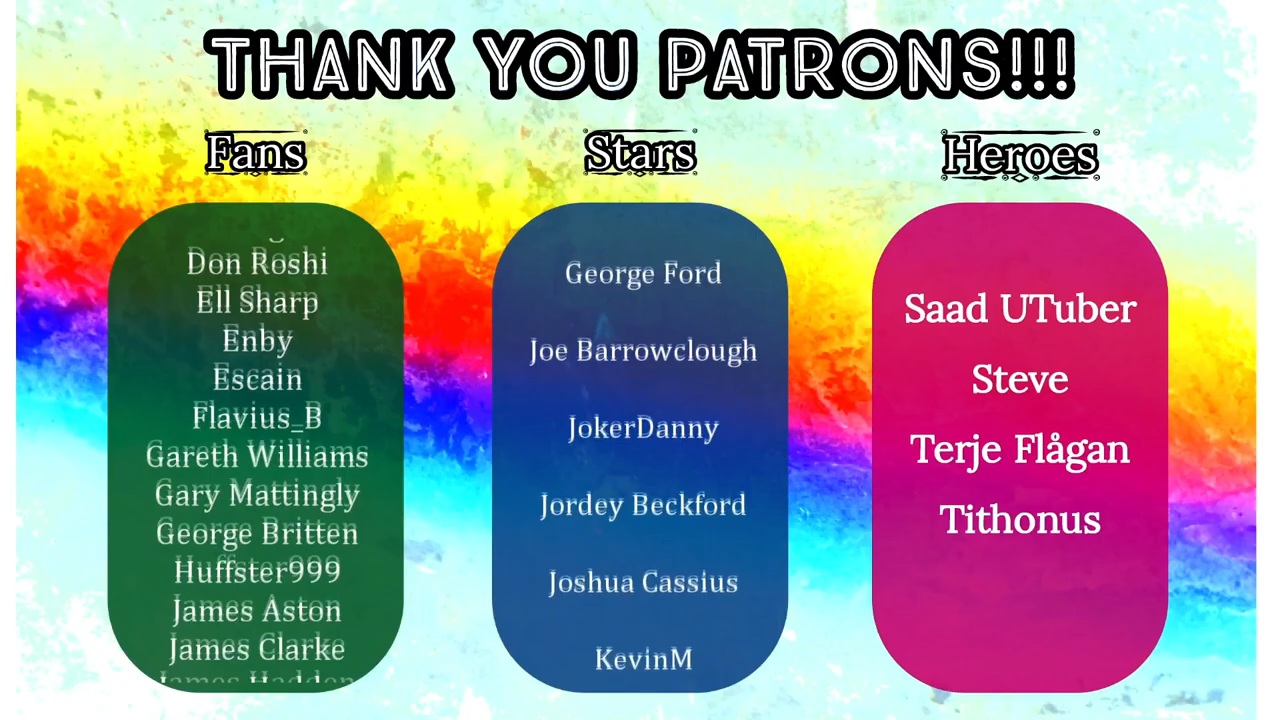 THANK YOU PATRONS!!!
Fans
Don Roshi
Ell Sharp
Enby
Escain
Flavius_B
Gareth Williams
Gary Mattingly
George Britten
Huffster999
James Aston
James Clarke
James Haddon
Stars
George Ford
Joe Barrowclough
JokerDanny
Jordey Beckford
Joshua Cassius
KevinM
Heroes
Saad UTuber
Steve
Terje Flågan
Tithonus